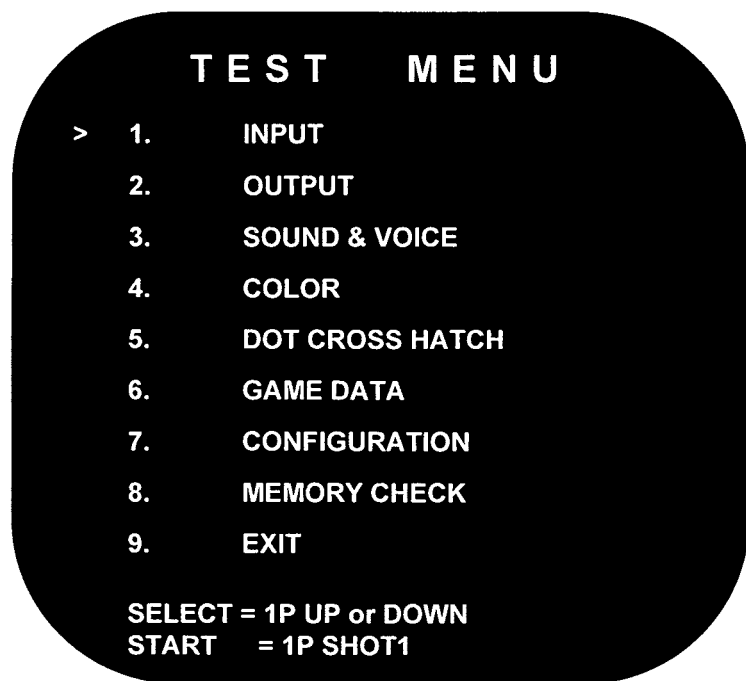 TEST MENU
> 1. INPUT
2. OUTPUT
3. SOUND & VOICE
4. COLOR
5. DOT CROSS HATCH
6. GAME DATA
7. CONFIGURATION
8. MEMORY CHECK
9. EXIT
SELECT = 1P UP or DOWN
START = 1P SHOT1